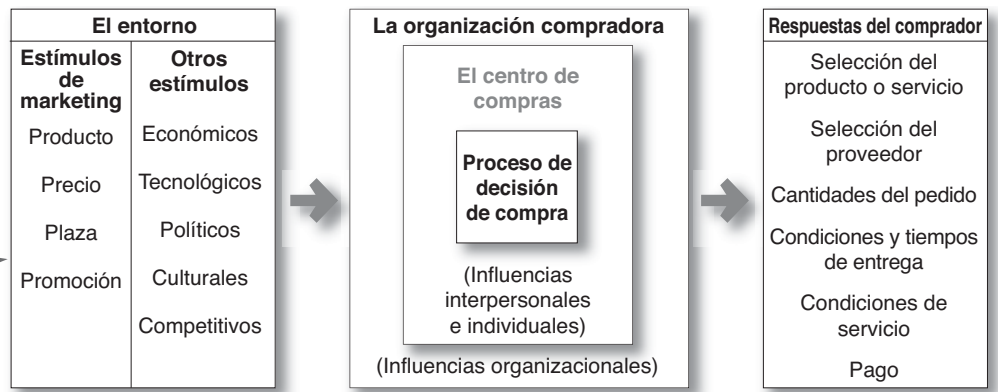 El entorno
Estímulos
de
marketing
Producto
Precio
Plaza
Promoción
Otros
estímulos
Económicos
Tecnológicos
Políticos
Culturales
Competitivos
La organización compradora
El centro de
compras
Proceso de
decisión
de compra
(Influencias
interpersonales
e individuales)
(Influencias organizacionales)
Respuestas del comprador
Selección del
producto o servicio
Selección del
proveedor
Cantidades del pedido
Condiciones y tiempos
de entrega
Condiciones de
servicio
Pago